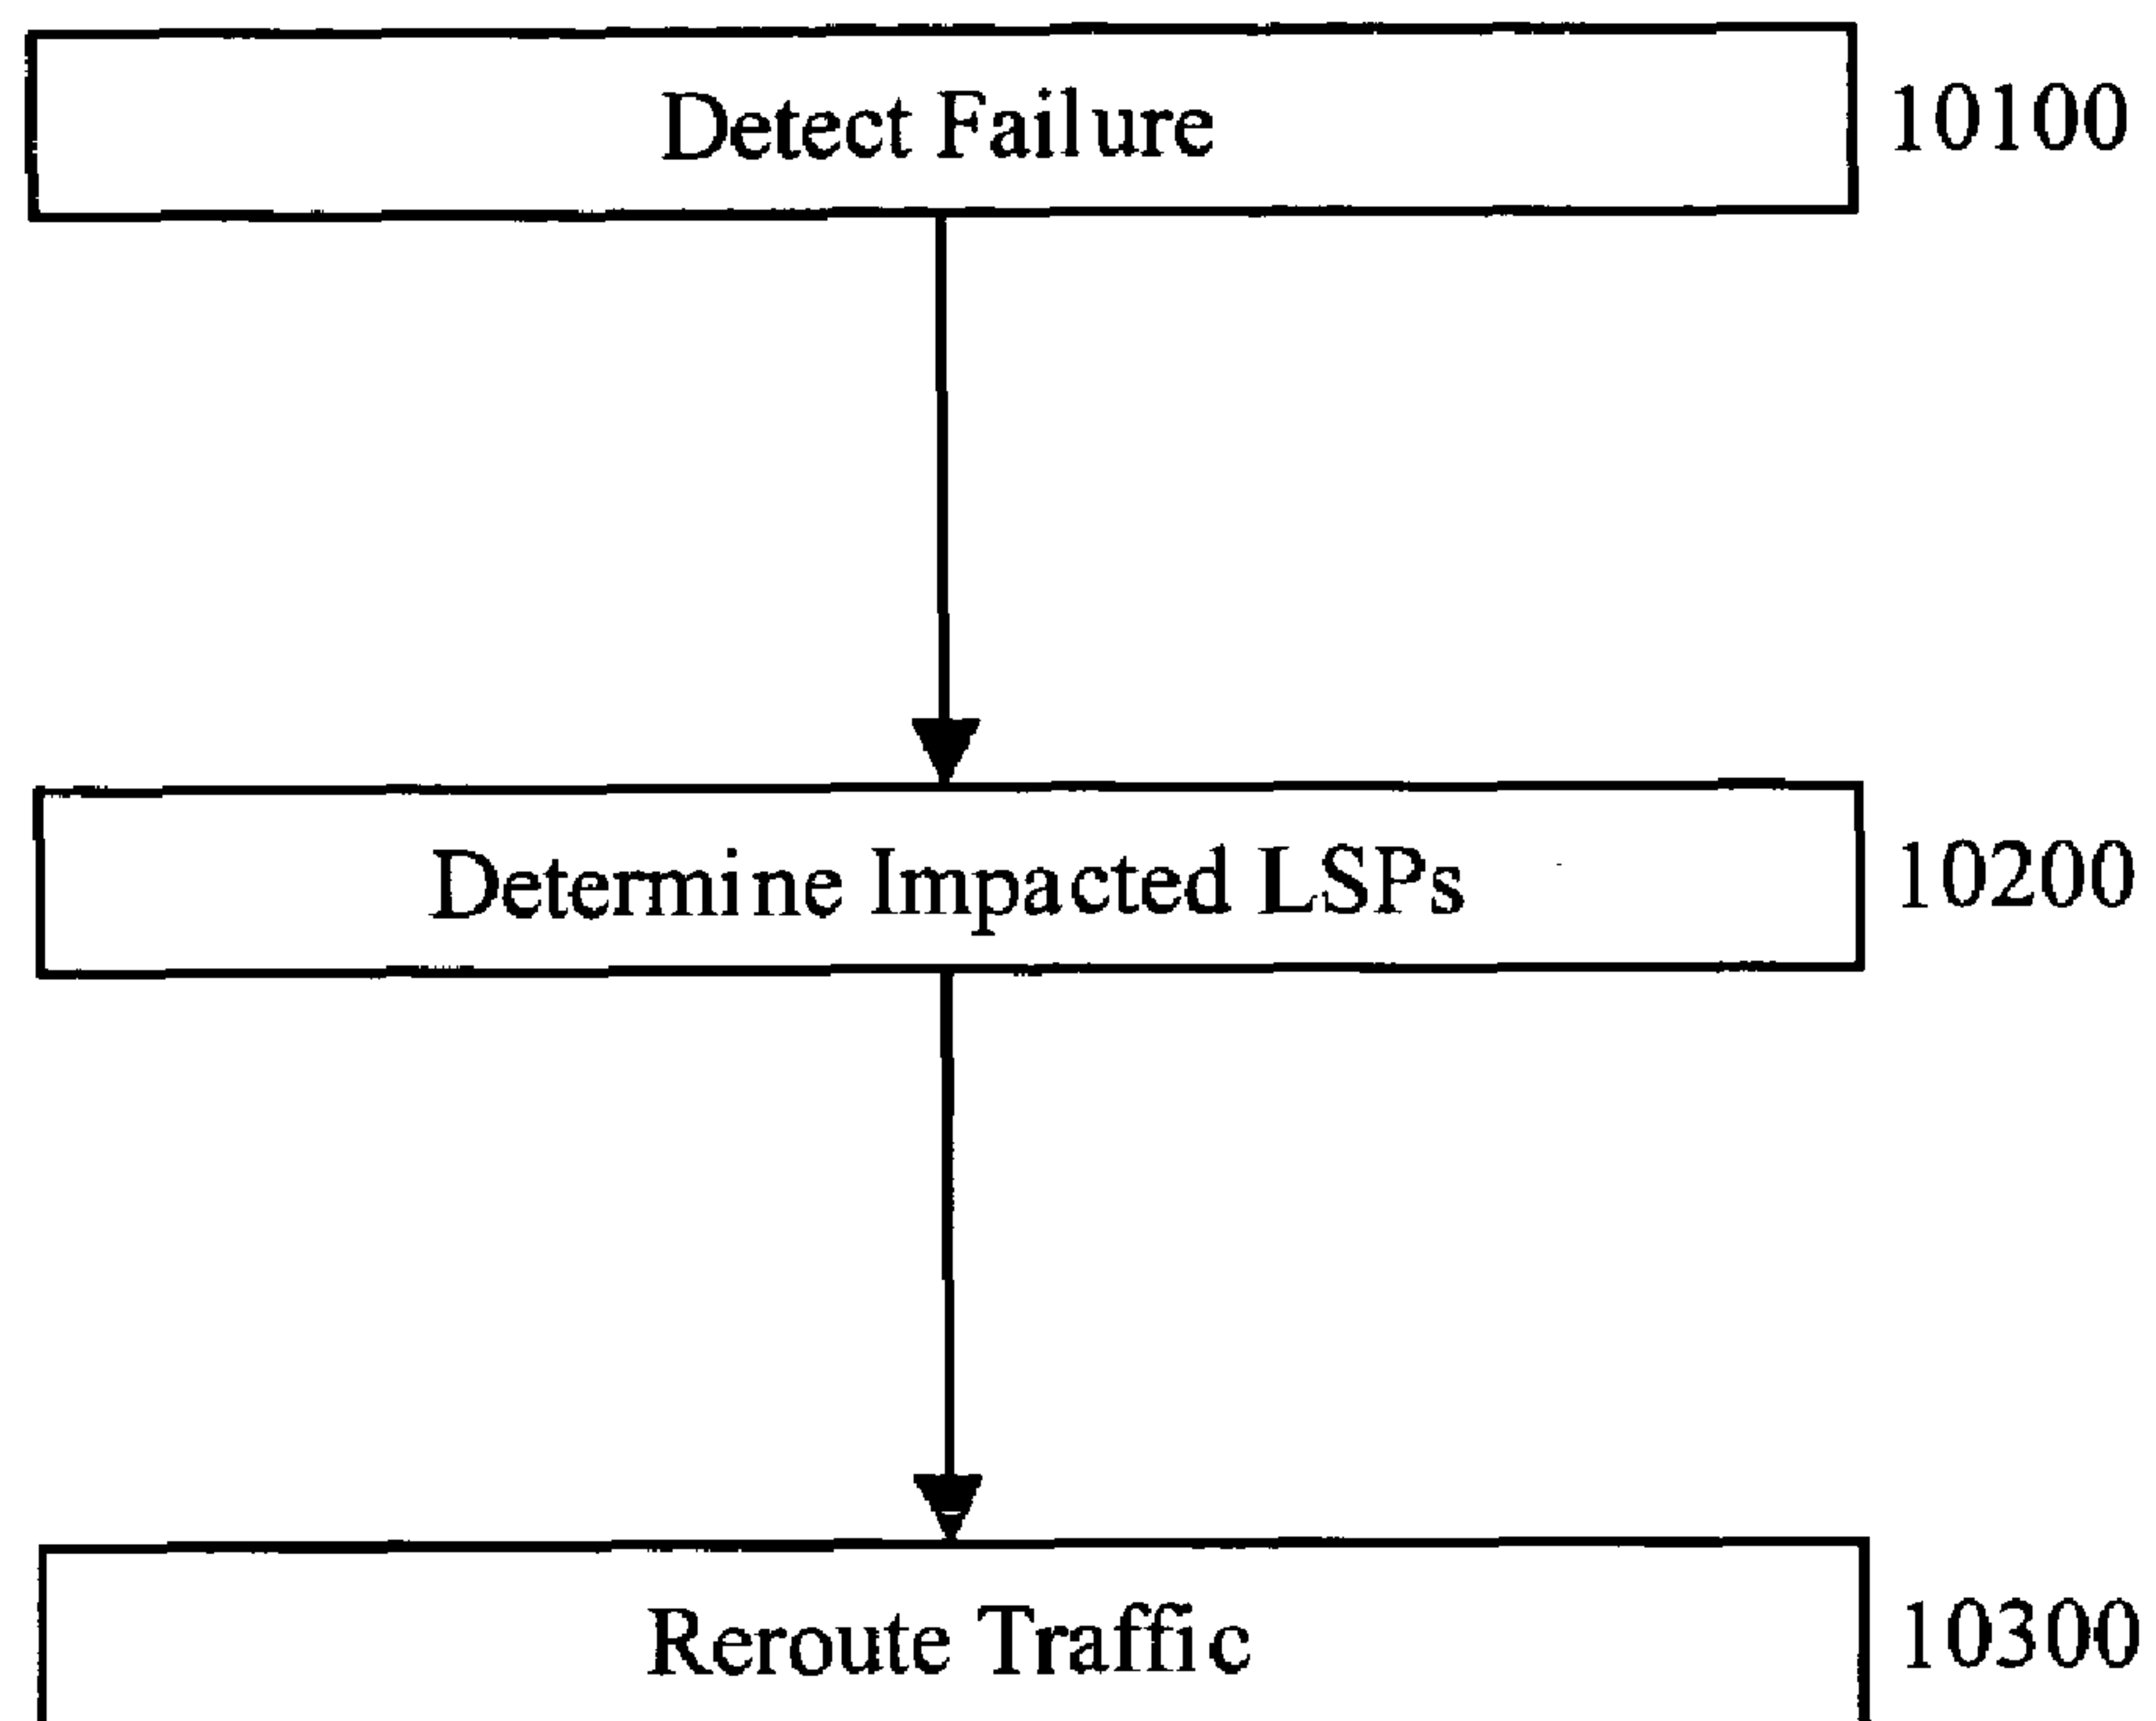 Detect Failure 10100
Determine Impacted LSPs 10200
Reroute Traffic 10300